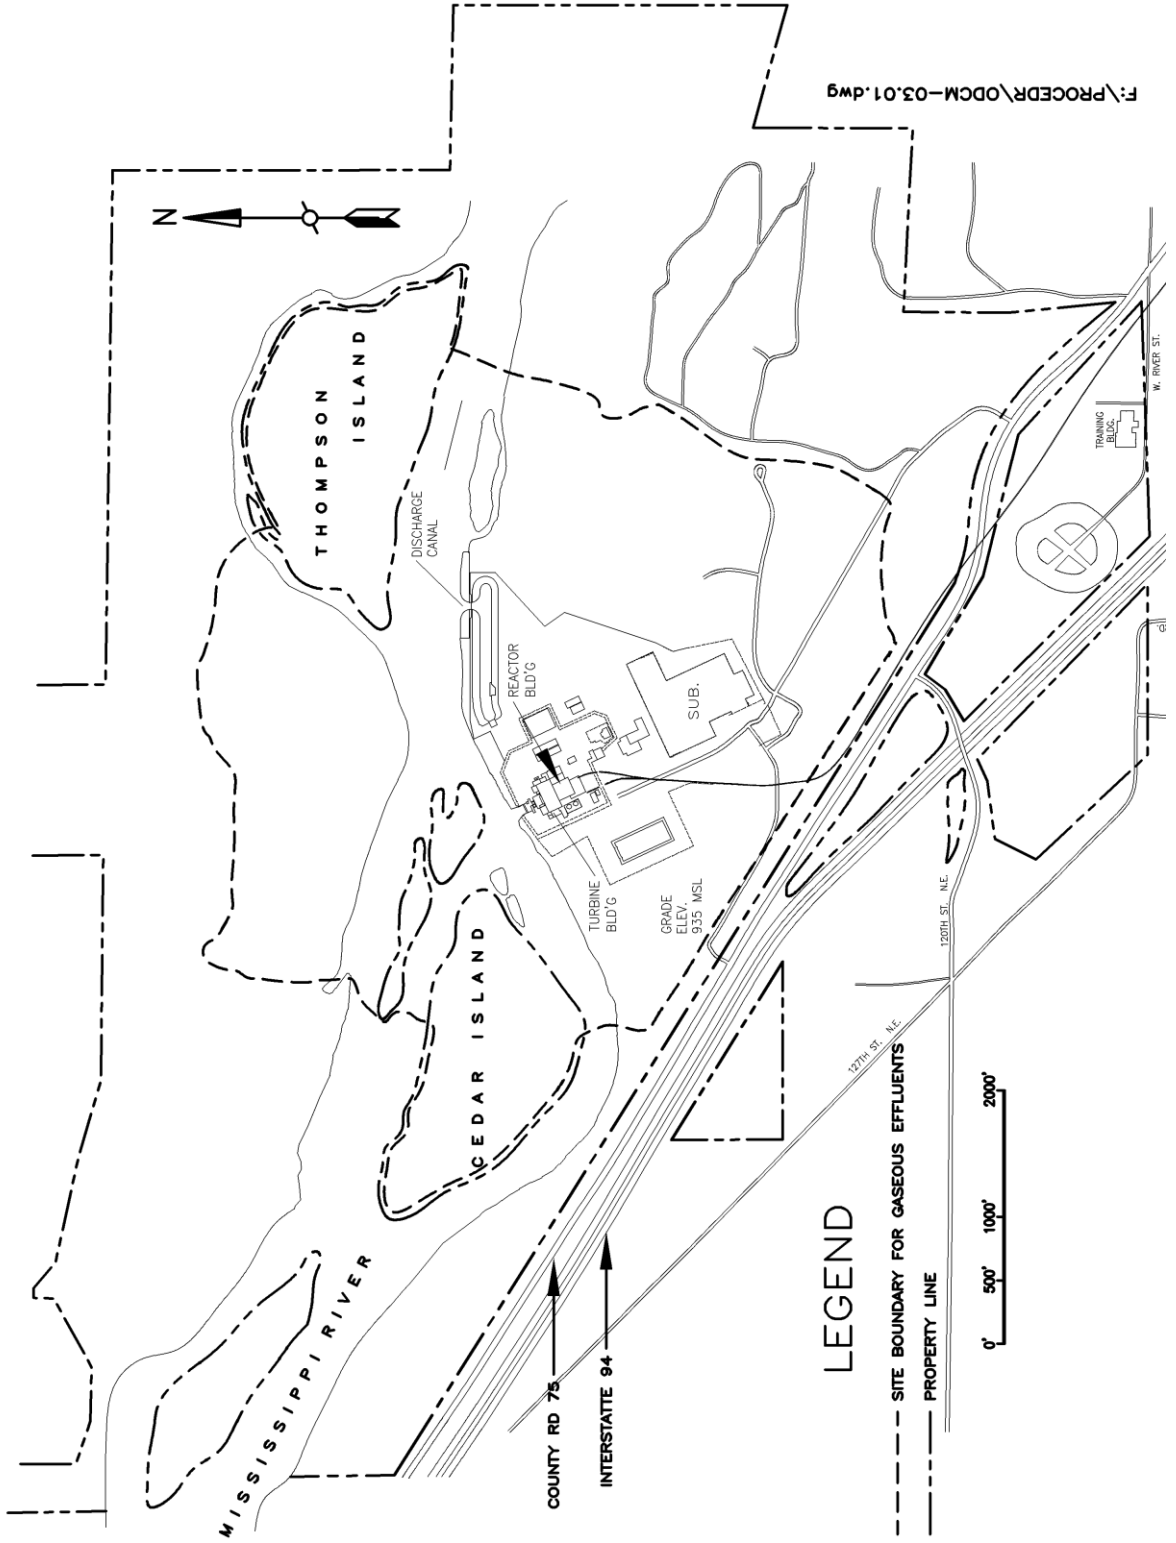 F:\PROCEDR\ODCM-03.01.dwg
N
THOMPSON
ISLAND
DISCHARGE
CANAL
REACTOR
BLD'G
SUB.
TURBINE
BLD'G
GRADE
ELEV.
935 MSL
CEDAR ISLAND
MISSISSIPPI RIVER
TRAINING
BLDG.
W. RIVER ST.
120TH ST. N.E.
127TH ST. N.E.
COUNTY RD 75
INTERSTATTE 94
LEGEND
SITE BOUNDARY FOR GASEOUS EFFLUENTS
PROPERTY LINE
0' 500' 1000' 2000'